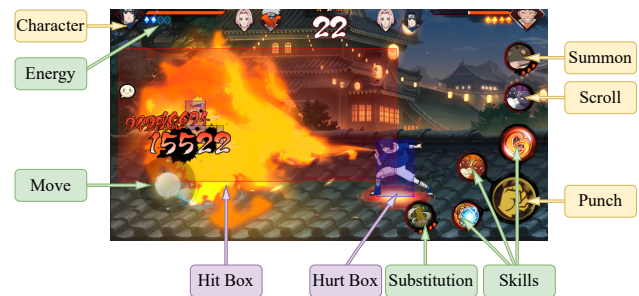 Character
22
Energy
Summon
Scroll
15522
Move
Punch
Hit Box
Hurt Box
Substitution
Skills